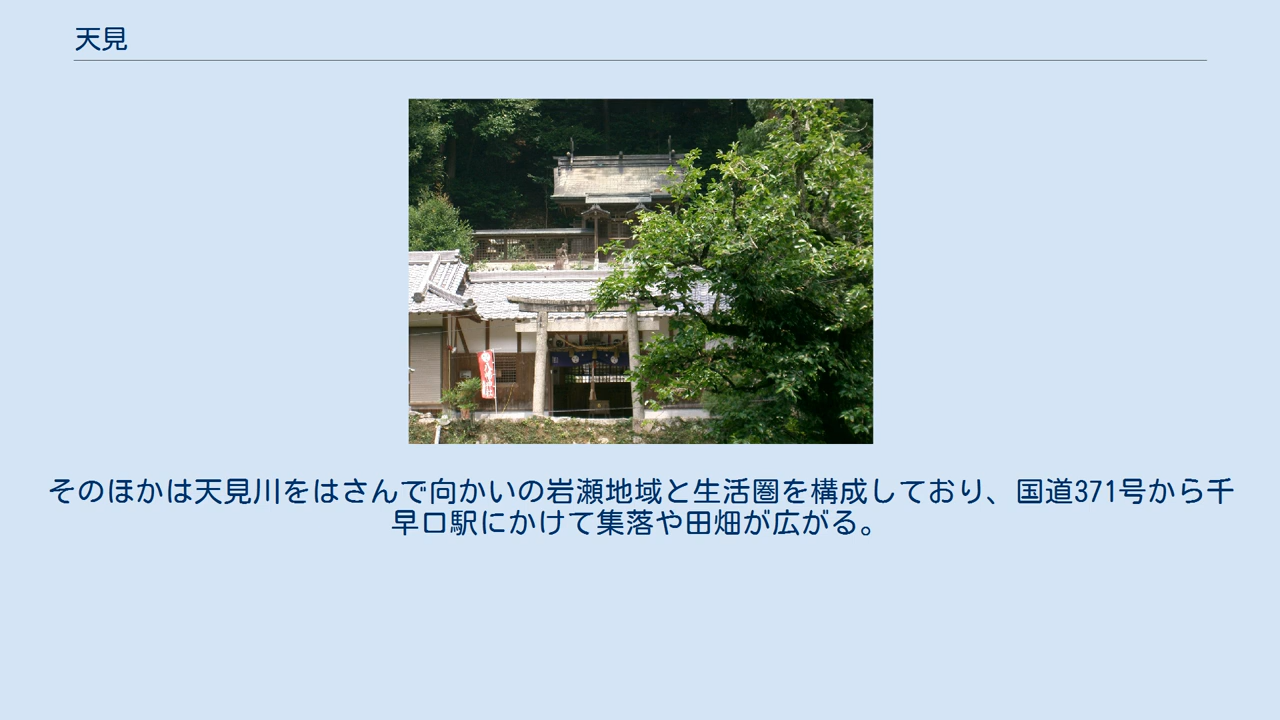 天見
そのほかは天見川をはさんで向かいの岩瀬地域と生活圏を構成しており、国道371号から千
早口駅にかけて集落や田畑が広がる。